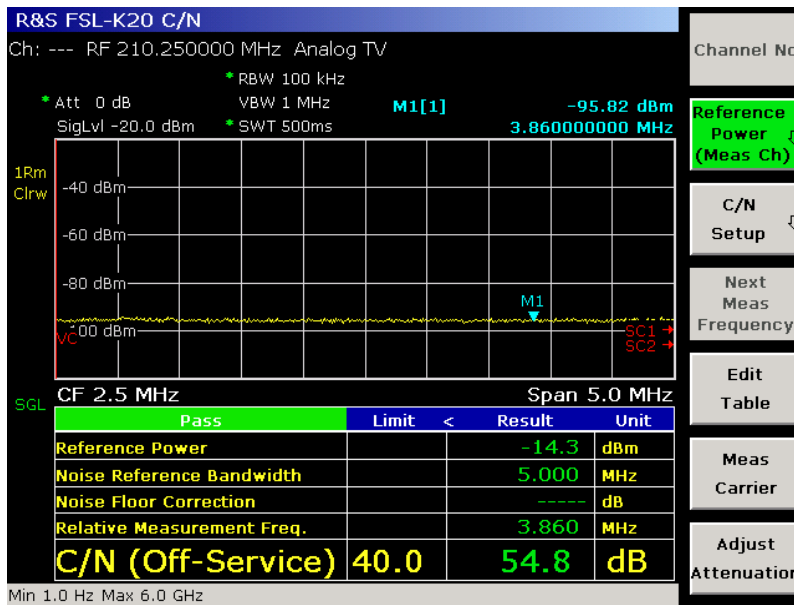 R&S FSL-K20 C/N
Ch: --- RF 210.250000 MHz Analog TV
* RBW 100 kHz
* Att 0 dB VBW 1 MHz M1[1] -95.82 dBm
SigLvl -20.0 dBm * SWT 500ms 3.860000000 MHz
1Rm
Clrw
-40 dBm
-60 dBm
-80 dBm
M1
-100 dBm
VC
SC1
SC2
SGL
CF 2.5 MHz Span 5.0 MHz
Pass Limit < Result Unit
Reference Power -14.3 dBm
Noise Reference Bandwidth 5.000 MHz
Noise Floor Correction ----- dB
Relative Measurement Freq. 3.860 MHz
C/N (Off-Service) 40.0 54.8 dB
Min 1.0 Hz Max 6.0 GHz
Channel No
Reference
Power
(Meas Ch)
C/N
Setup
Next
Meas
Frequency
Edit
Table
Meas
Carrier
Adjust
Attenuation